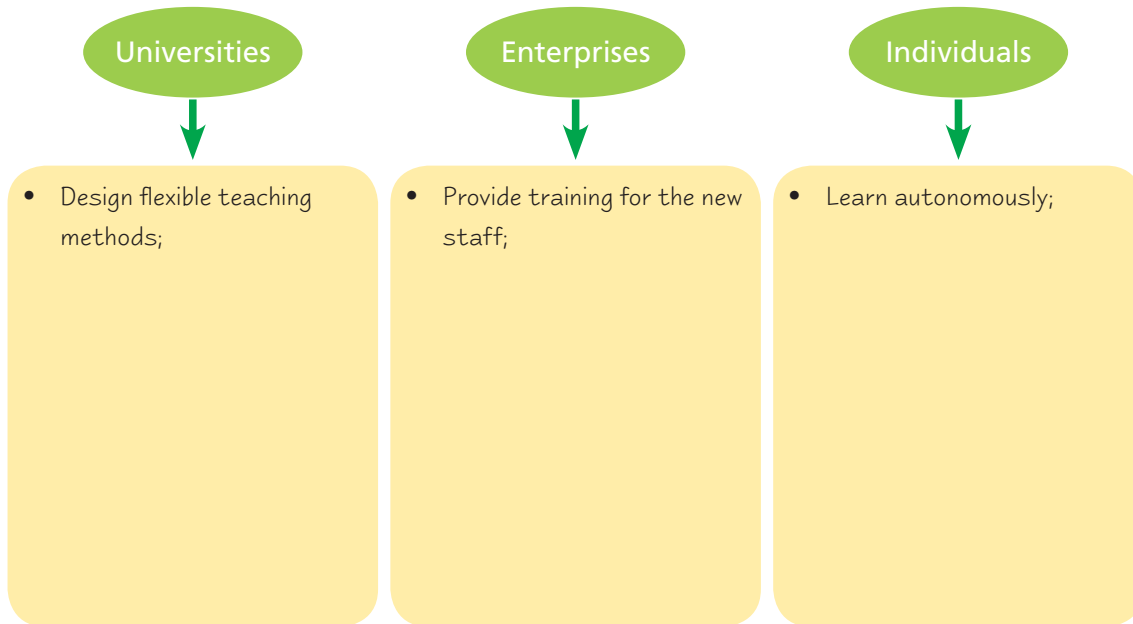 Universities
Enterprises
Individuals
• Design flexible teaching
methods;
• Provide training for the new
staff;
• Learn autonomously;